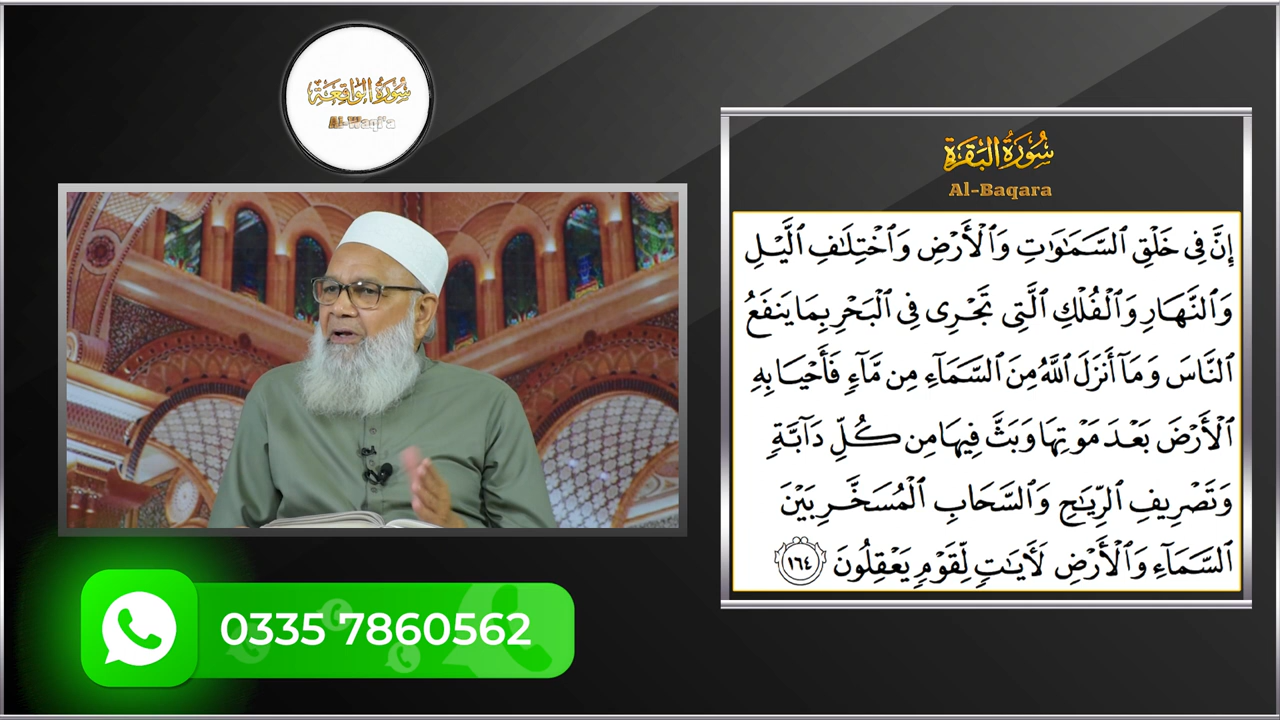 سُورَةُ الوَاقِعَة
Al-Waqi'a
سُورَةُ البَقَرَة
Al-Baqara
إِنَّ فِى خَلْقِ ٱلسَّمَٰوَٰتِ وَٱلْأَرْضِ وَٱخْتِلَٰفِ ٱلَّيْلِ
وَٱلنَّهَارِ وَٱلْفُلْكِ ٱلَّتِى تَجْرِى فِى ٱلْبَحْرِ بِمَا يَنفَعُ
ٱلنَّاسَ وَمَآ أَنزَلَ ٱللَّهُ مِنَ ٱلسَّمَآءِ مِن مَّآءٍ فَأَحْيَا بِهِ
ٱلْأَرْضَ بَعْدَ مَوْتِهَا وَبَثَّ فِيهَا مِن كُلِّ دَآبَّةٍ
وَتَصْرِيفِ ٱلرِّيَٰحِ وَٱلسَّحَابِ ٱلْمُسَخَّرِ بَيْنَ
ٱلسَّمَآءِ وَٱلْأَرْضِ لَءَايَٰتٍ لِّقَوْمٍ يَعْقِلُونَ ١٦٤
0335 7860562